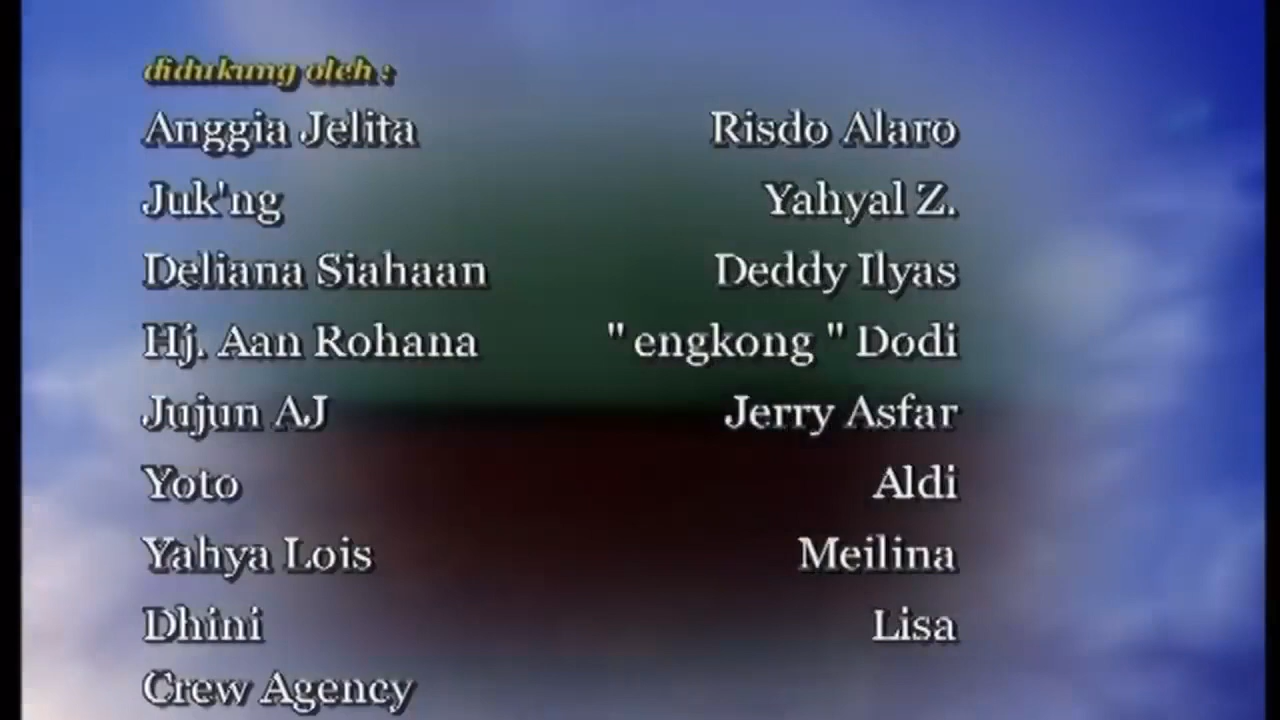 didukung oleh :
Anggia Jelita Risdo Alaro
Juk'ng Yahyal Z.
Deliana Siahaan Deddy Ilyas
Hj. Aan Rohana " engkong " Dodi
Jujun AJ Jerry Asfar
Yoto Aldi
Yahya Lois Meilina
Dhini Lisa
Crew Agency